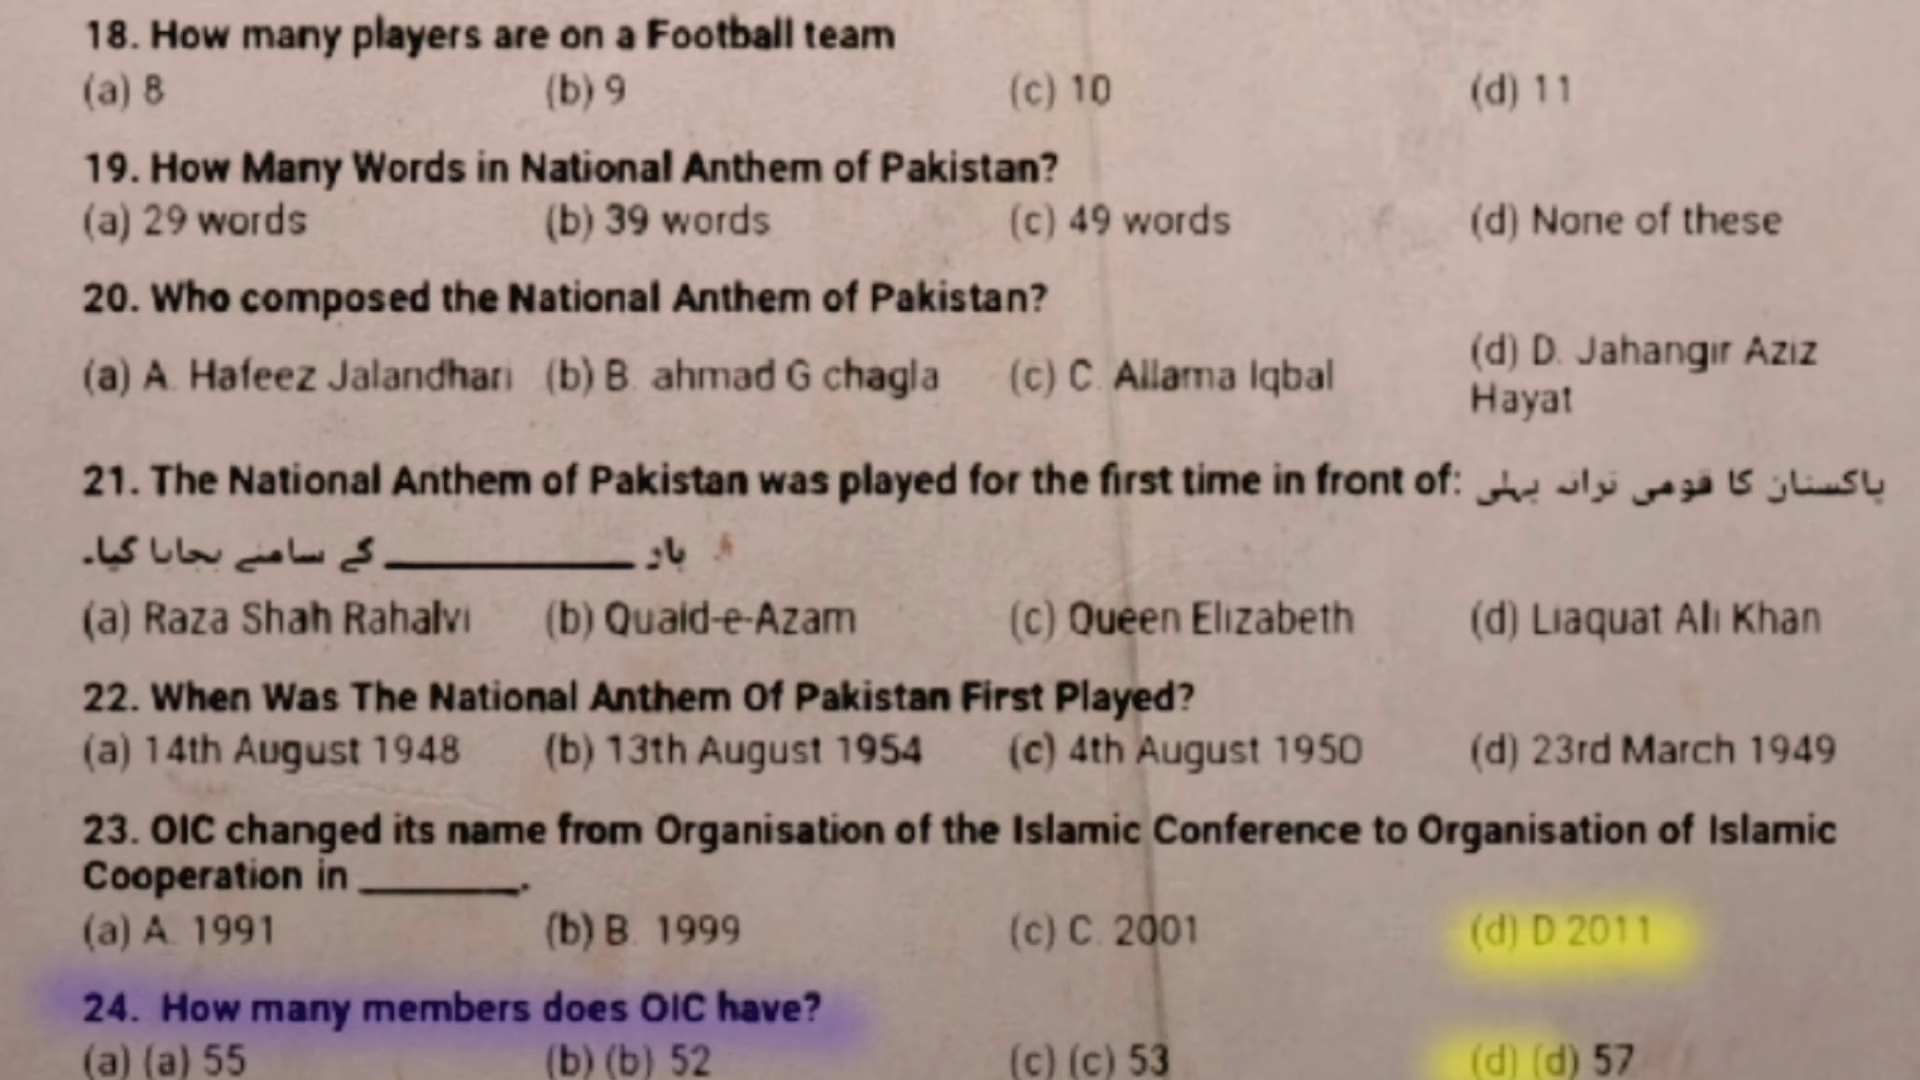 18. How many players are on a Football team
(a) 8 (b) 9 (c) 10 (d) 11
19. How Many Words in National Anthem of Pakistan?
(a) 29 words (b) 39 words (c) 49 words (d) None of these
20. Who composed the National Anthem of Pakistan?
(a) A. Hafeez Jalandhari (b) B. ahmad G chagla (c) C. Allama Iqbal (d) D. Jahangir Aziz
Hayat
21. The National Anthem of Pakistan was played for the first time in front of: پاکستان کا قومی ترانہ پہلی
بار ________ کے سامنے بجایا گیا۔
(a) Raza Shah Rahalvi (b) Quaid-e-Azam (c) Queen Elizabeth (d) Liaquat Ali Khan
22. When Was The National Anthem Of Pakistan First Played?
(a) 14th August 1948 (b) 13th August 1954 (c) 4th August 1950 (d) 23rd March 1949
23. OIC changed its name from Organisation of the Islamic Conference to Organisation of Islamic
Cooperation in ________.
(a) A. 1991 (b) B. 1999 (c) C. 2001 (d) D 2011
24. How many members does OIC have?
(a) (a) 55 (b) (b) 52 (c) (c) 53 (d) (d) 57